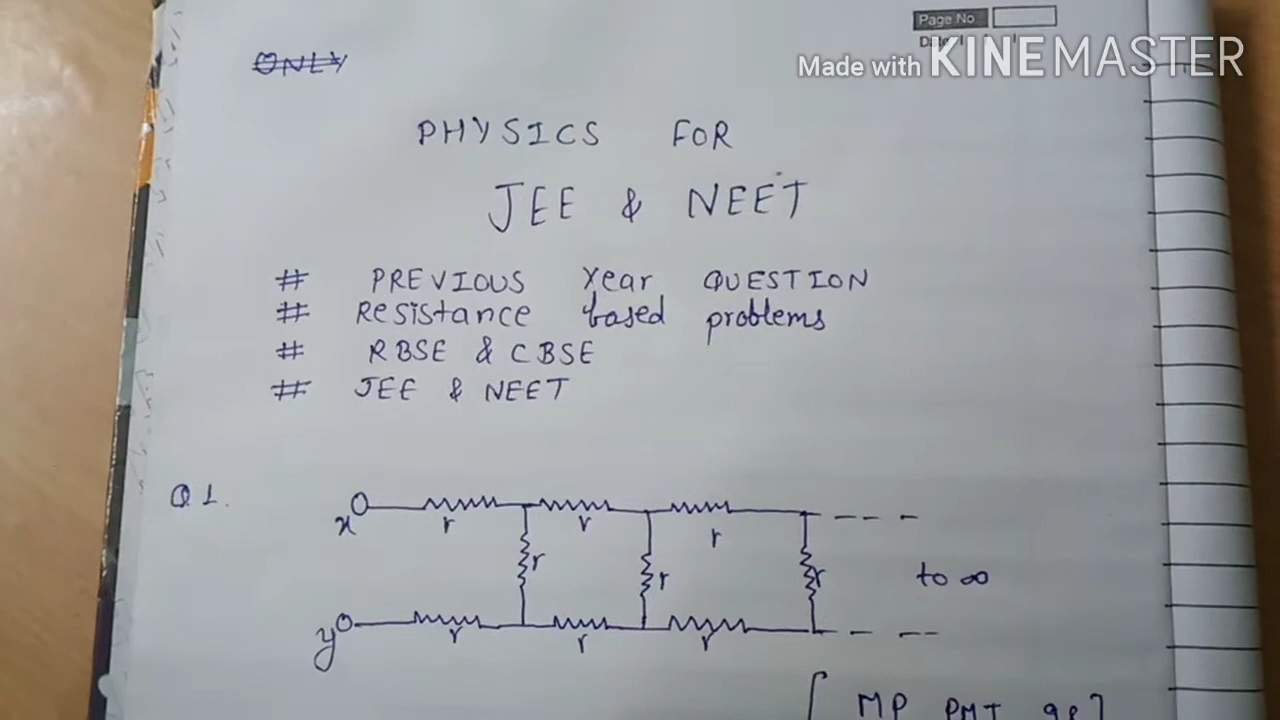 Page No
Made with KINEMASTER
ONLY
PHYSICS FOR
JEE & NEET
# PREVIOUS Year QUESTION
# Resistance based problems
# RBSE & CBSE
# JEE & NEET
Q 1.
x r r r
r r r
to ∞
y r r r
[ MP PMT